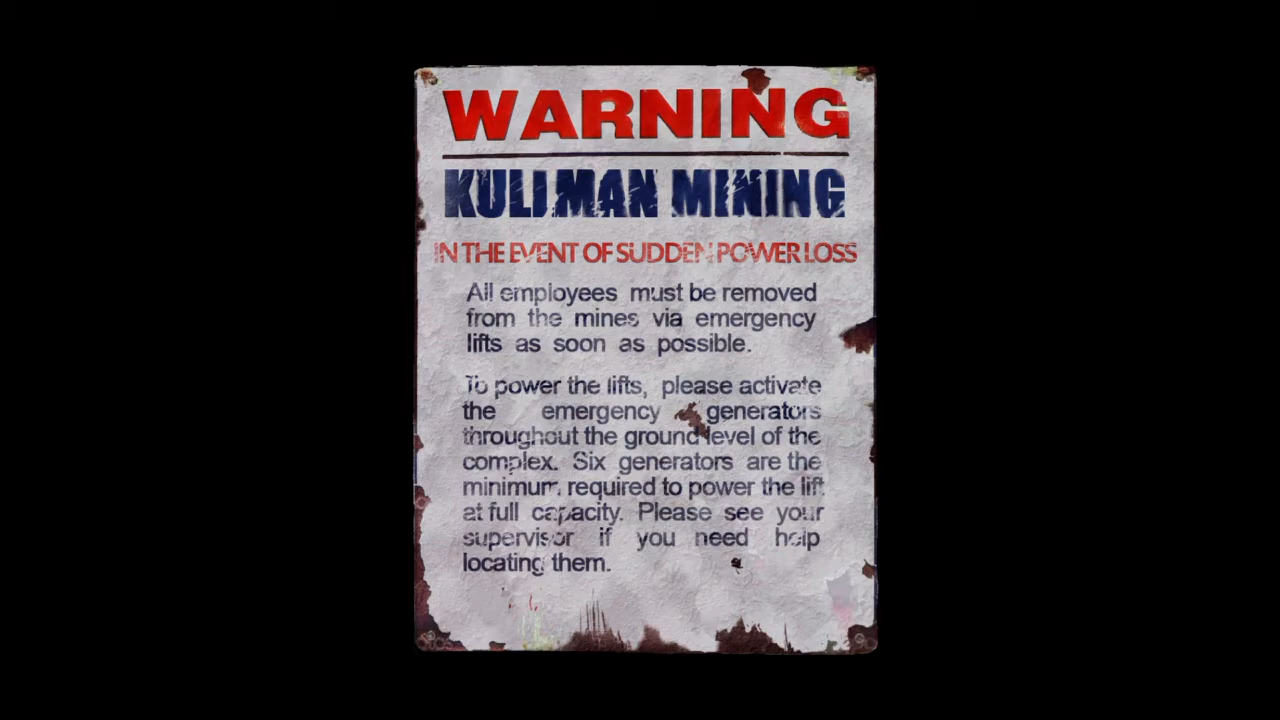 WARNING
KULLMAN MINING
IN THE EVENT OF SUDDEN POWER LOSS
All employees must be removed
from the mines via emergency
lifts as soon as possible.
To power the lifts, please activate
the emergency generators
throughout the ground level of the
complex. Six generators are the
minimum required to power the lift
at full capacity. Please see your
supervisor if you need help
locating them.